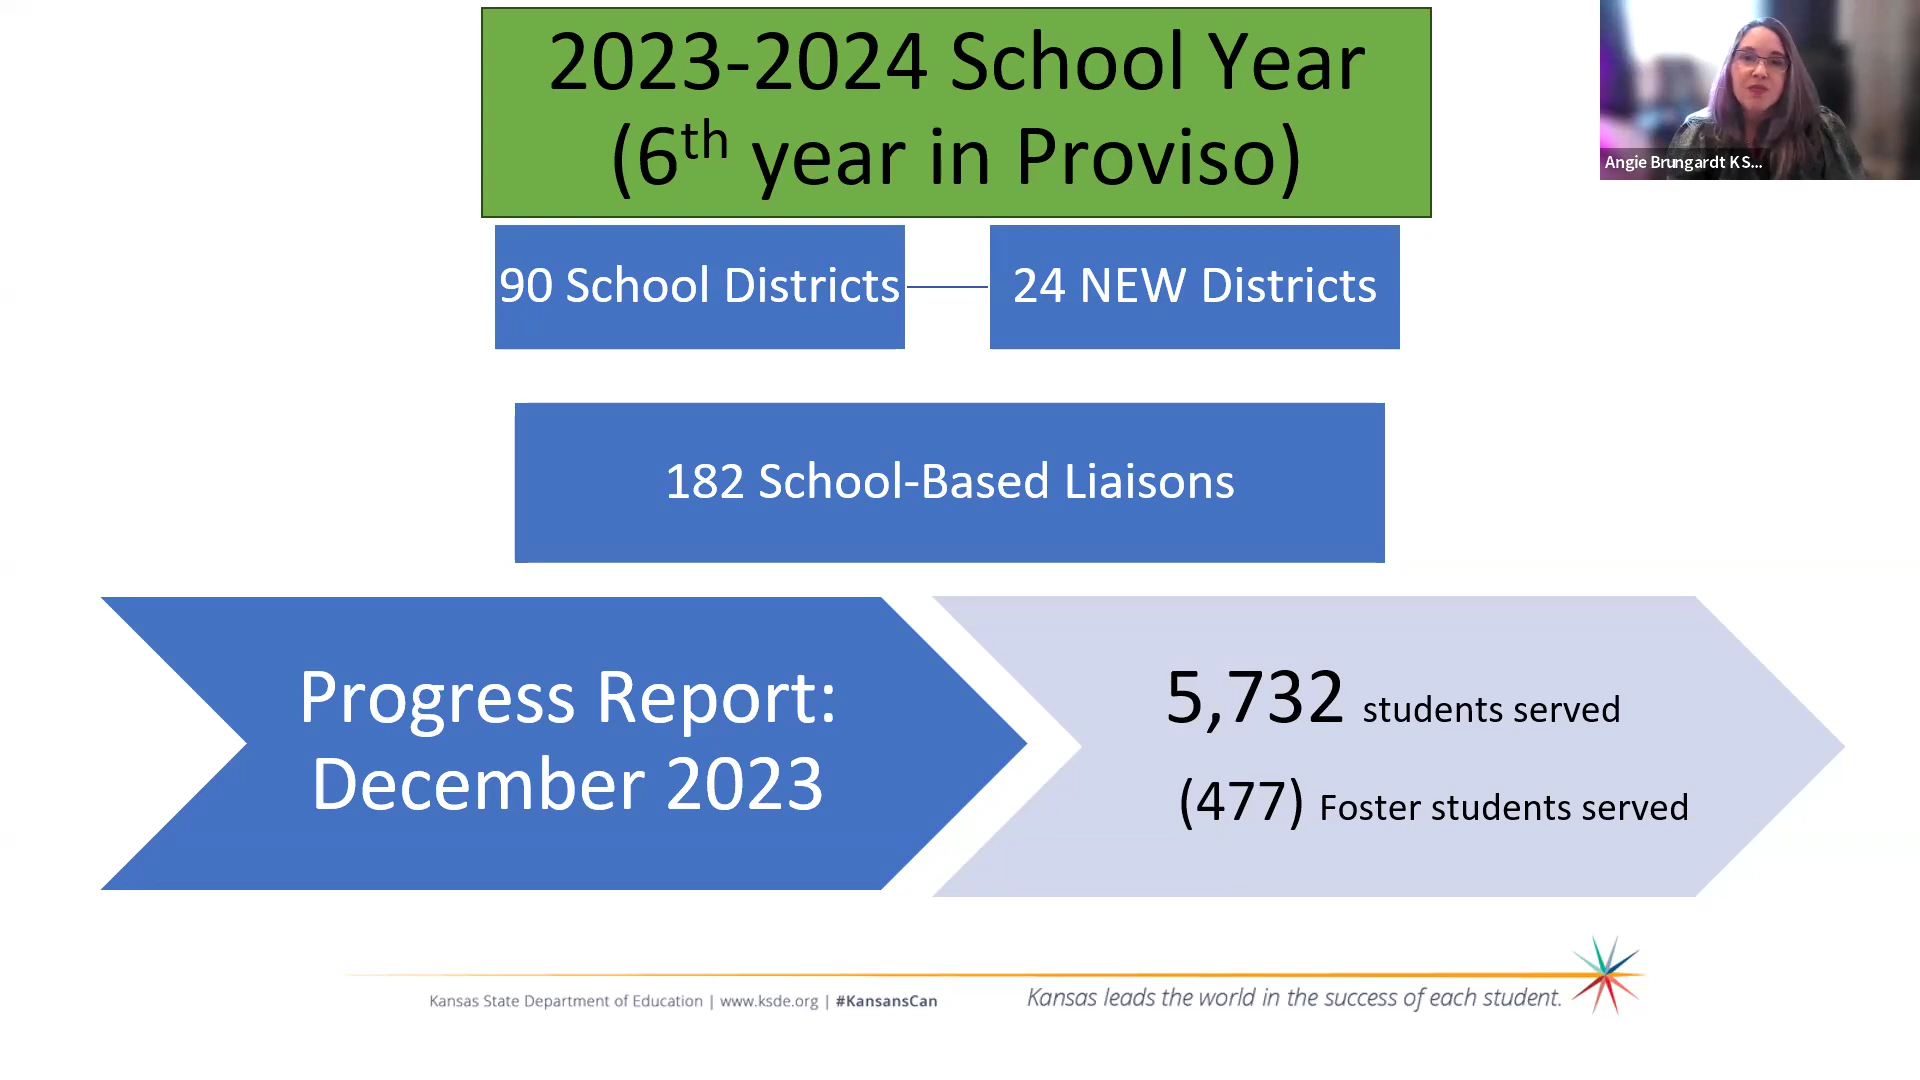 2023-2024 School Year
(6th year in Proviso)
Angie Brungardt KS...
90 School Districts
24 NEW Districts
182 School-Based Liaisons
Progress Report:
December 2023
5,732 students served
(477) Foster students served
Kansas State Department of Education | www.ksde.org | #KansansCan
Kansas leads the world in the success of each student.